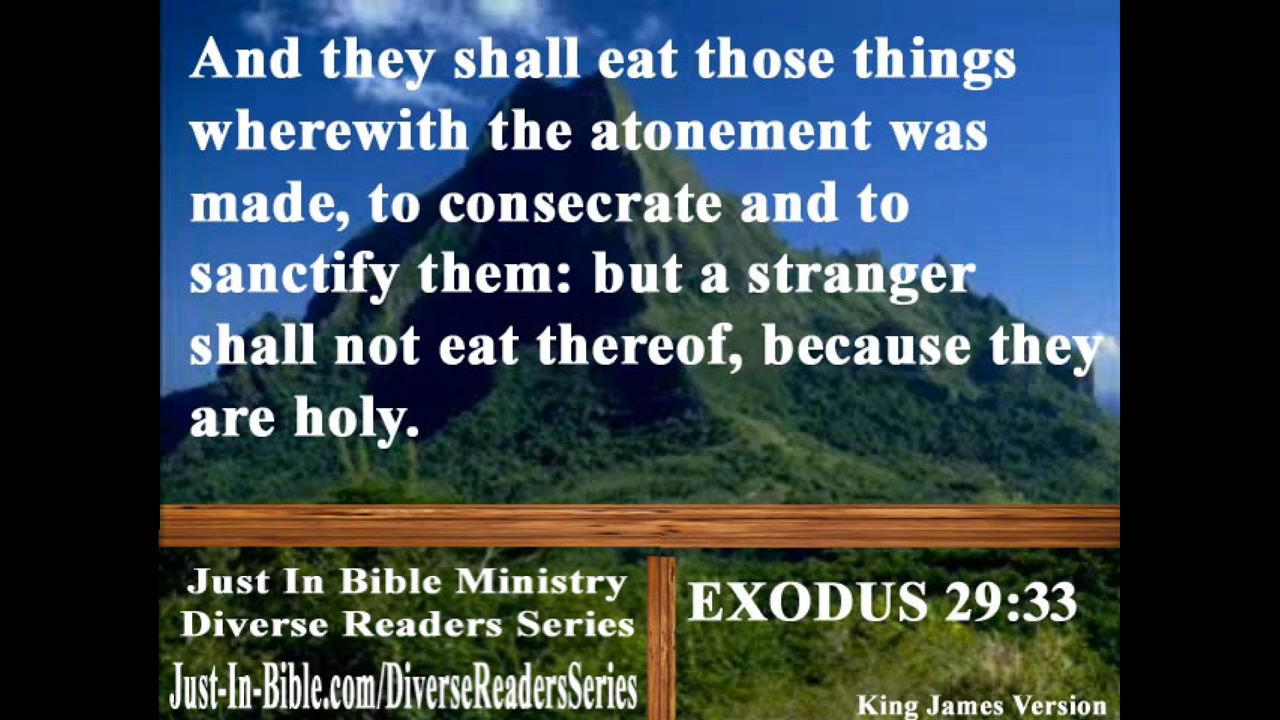 And they shall eat those things
wherewith the atonement was
made, to consecrate and to
sanctify them: but a stranger
shall not eat thereof, because they
are holy.
Just In Bible Ministry
Diverse Readers Series
Just-In-Bible.com/DiverseReadersSeries
EXODUS 29:33
King James Version